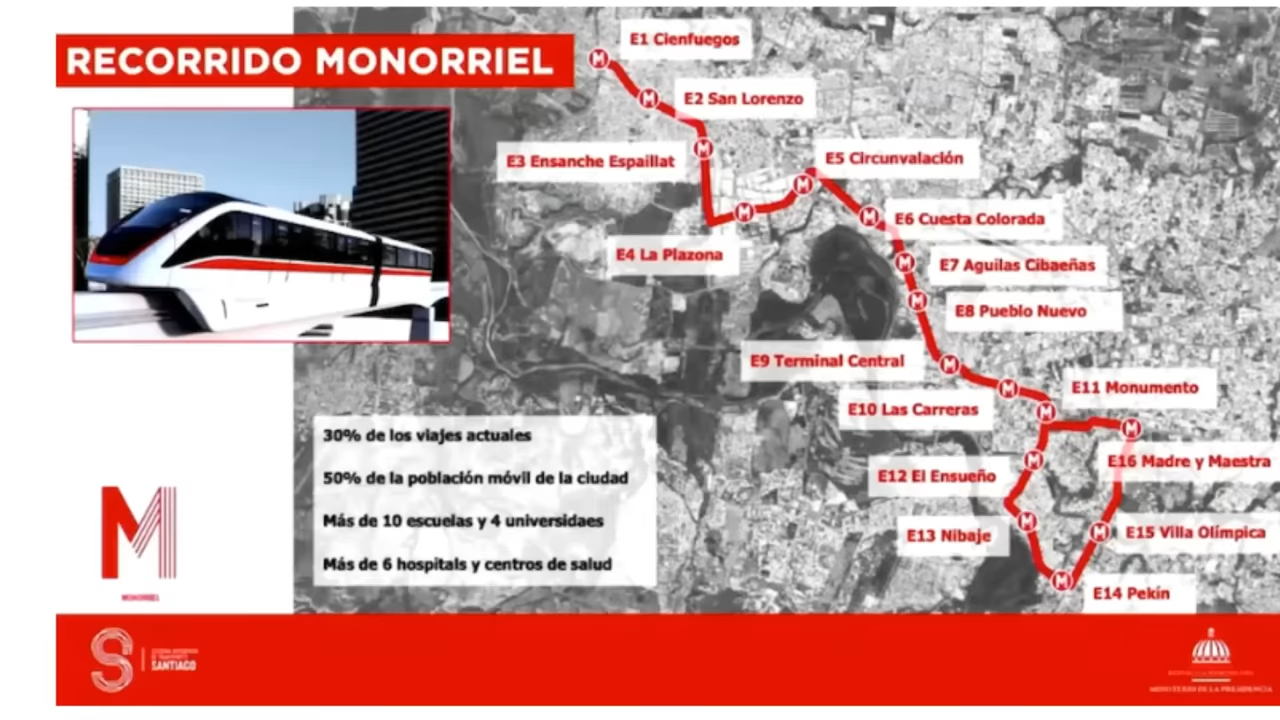 RECORRIDO MONORRIEL
E1 Cienfuegos
E2 San Lorenzo
E3 Ensanche Espaillat
E5 Circunvalación
E6 Cuesta Colorada
E4 La Plazona
E7 Aguilas Cibaeñas
E8 Pueblo Nuevo
E9 Terminal Central
E11 Monumento
E10 Las Carreras
E16 Madre y Maestra
E12 El Ensueño
E13 Nibaje
E15 Villa Olímpica
E14 Pekín
30% de los viajes actuales
50% de la población móvil de la ciudad
Más de 10 escuelas y 4 universidaes
Más de 6 hospitals y centros de salud
M
MONORRIEL
S
SANTIAGO
MINISTERIO DE LA PRESIDENCIA